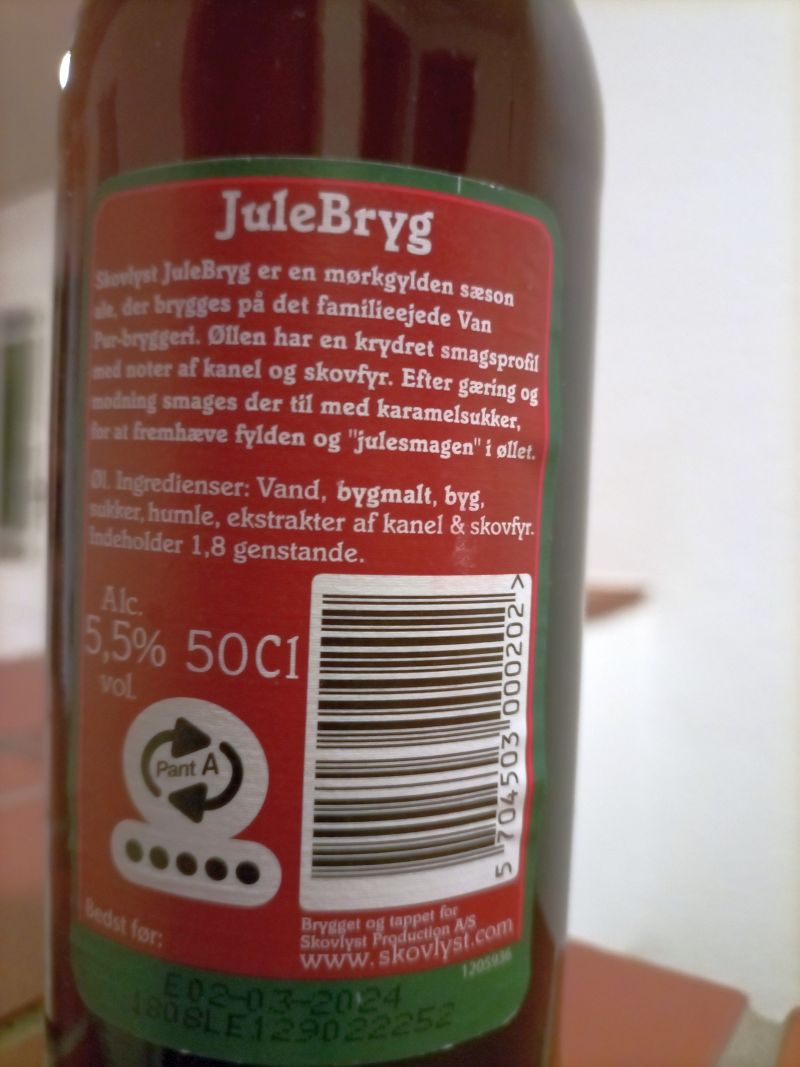 JuleBryg
Skovlyst JuleBryg er en mørkgylden sæson
ale, der brygges på det familieejede Van
Pur-bryggeri. Øllen har en krydret smagsprofil
med noter af kanel og skovfyr. Efter gæring og
modning smages der til med karamelsukker,
for at fremhæve fylden og "julesmagen" i øllet.
Øl. Ingredienser: Vand, bygmalt, byg,
sukker, humle, ekstrakter af kanel & skovfyr.
Indeholder 1,8 genstande.
Alc.
5,5% 50Cl
vol.
Pant A
5 704503 000202 >
Bedst før:
Brygget og tappet for
Skovlyst Production A/S
www.skovlyst.com
1205936
E02-03-2024
1808LE129022252